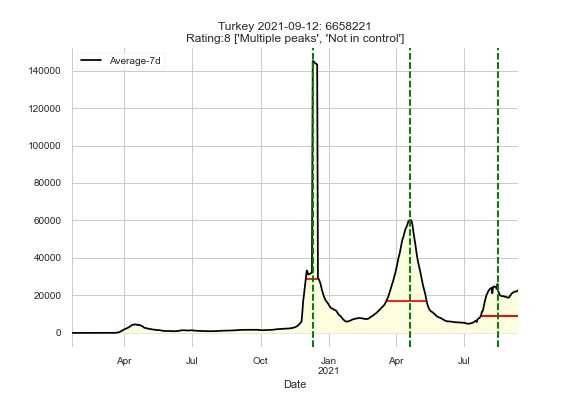 Turkey 2021-09-12: 6658221
Rating:8 ['Multiple peaks', 'Not in control']
Average-7d
140000
120000
100000
80000
60000
40000
20000
0
Apr Jul Oct Jan Apr Jul
2021
Date